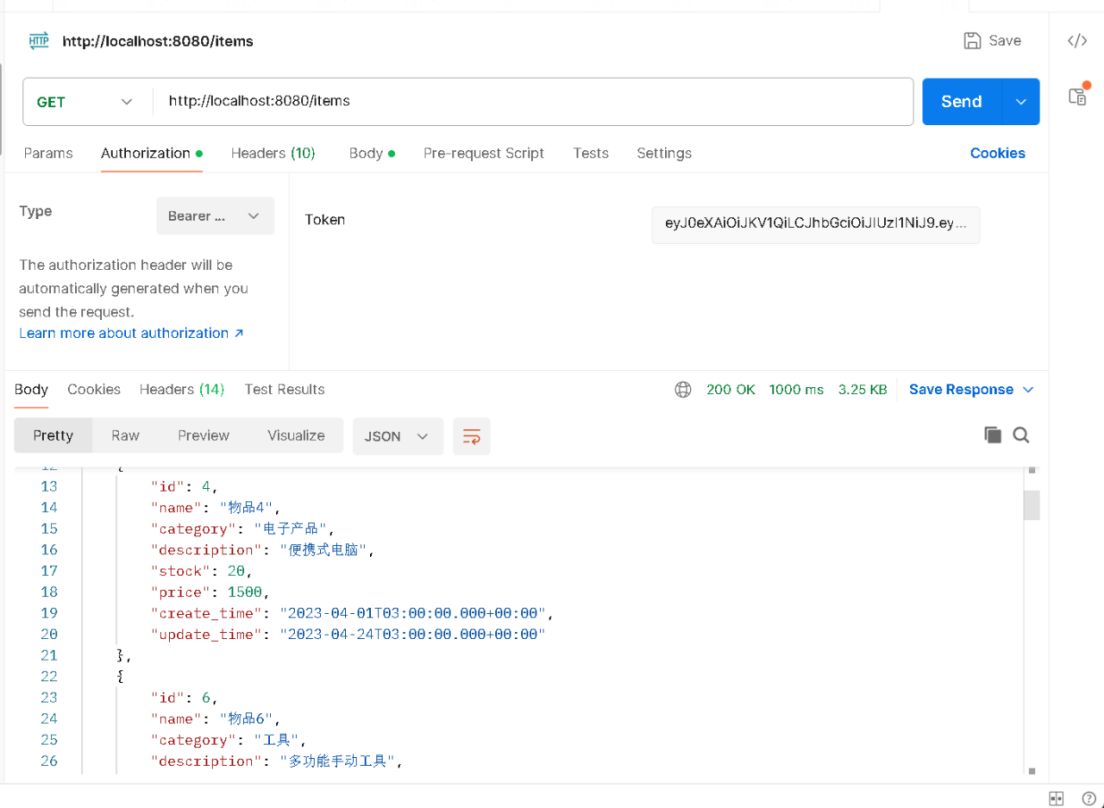 HTTP http://localhost:8080/items Save
GET http://localhost:8080/items Send
Params Authorization Headers (10) Body Pre-request Script Tests Settings Cookies
Type Bearer ... Token eyJ0eXAiOiJKV1QiLCJhbGciOiJIUzI1NiJ9.ey...
The authorization header will be
automatically generated when you
send the request.
Learn more about authorization ↗
Body Cookies Headers (14) Test Results 200 OK 1000 ms 3.25 KB Save Response
Pretty Raw Preview Visualize JSON
12 {
13 "id": 4,
14 "name": "物品4",
15 "category": "电子产品",
16 "description": "便携式电脑",
17 "stock": 20,
18 "price": 1500,
19 "create_time": "2023-04-01T03:00:00.000+00:00",
20 "update_time": "2023-04-24T03:00:00.000+00:00"
21 },
22 {
23 "id": 6,
24 "name": "物品6",
25 "category": "工具",
26 "description": "多功能手动工具",